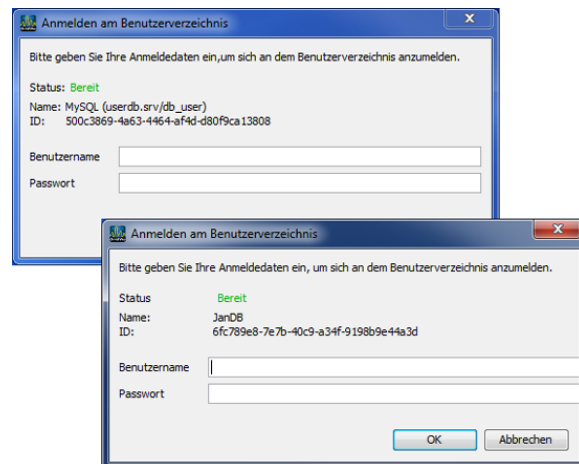 Anmelden am Benutzerverzeichnis
Bitte geben Sie Ihre Anmeldedaten ein,um sich an dem Benutzerverzeichnis anzumelden.
Status: Bereit
Name: MySQL (userdb.srv/db_user)
ID: 500c3869-4a63-4464-af4d-d80f9ca13808
Benutzername
Passwort
Anmelden am Benutzerverzeichnis
Bitte geben Sie Ihre Anmeldedaten ein, um sich an dem Benutzerverzeichnis anzumelden.
Status Bereit
Name: JanDB
ID: 6fc789e8-7e7b-40c9-a34f-9198b9e44a3d
Benutzername
Passwort
OK Abbrechen